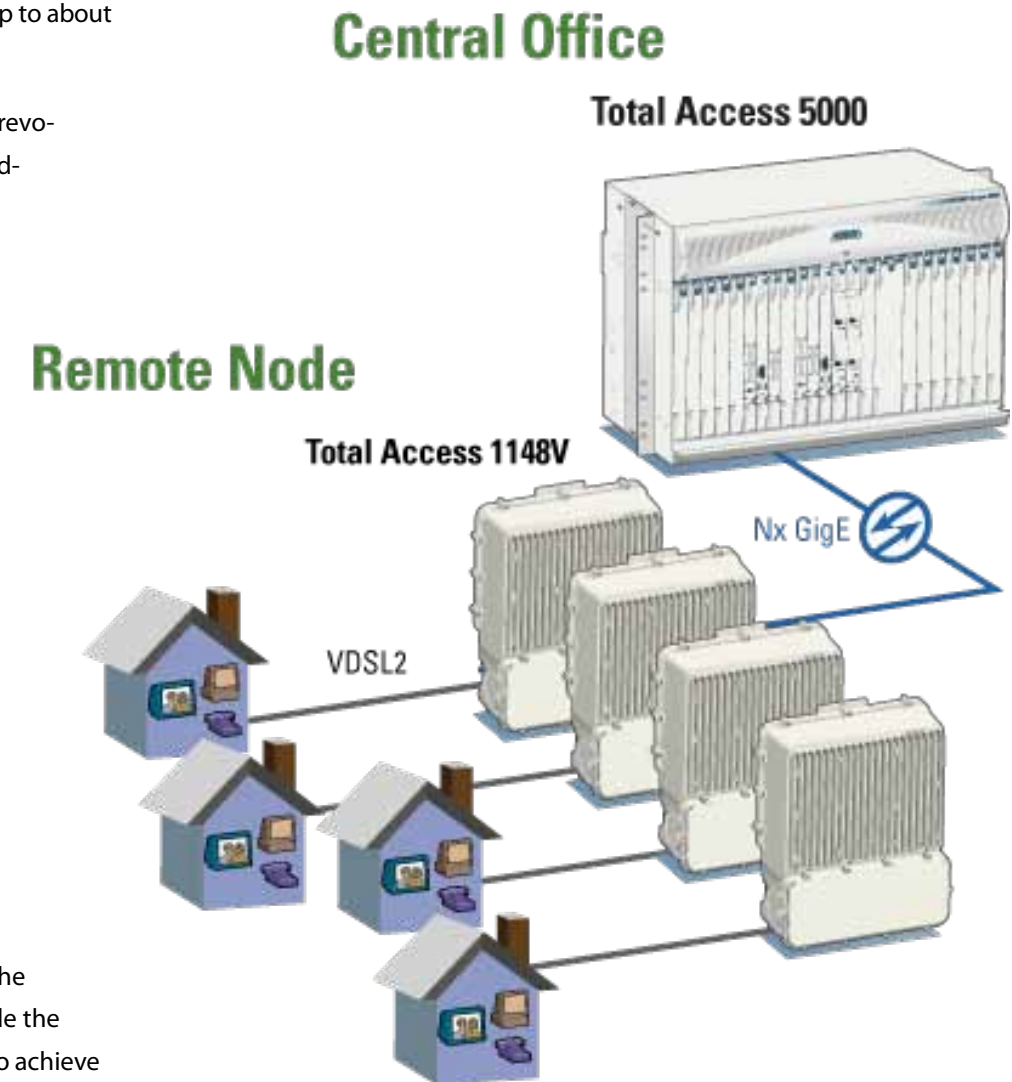 p to about
Central Office
Total Access 5000
revo-
d-
Remote Node
Total Access 1148V
Nx GigE
VDSL2
he
le the
o achieve